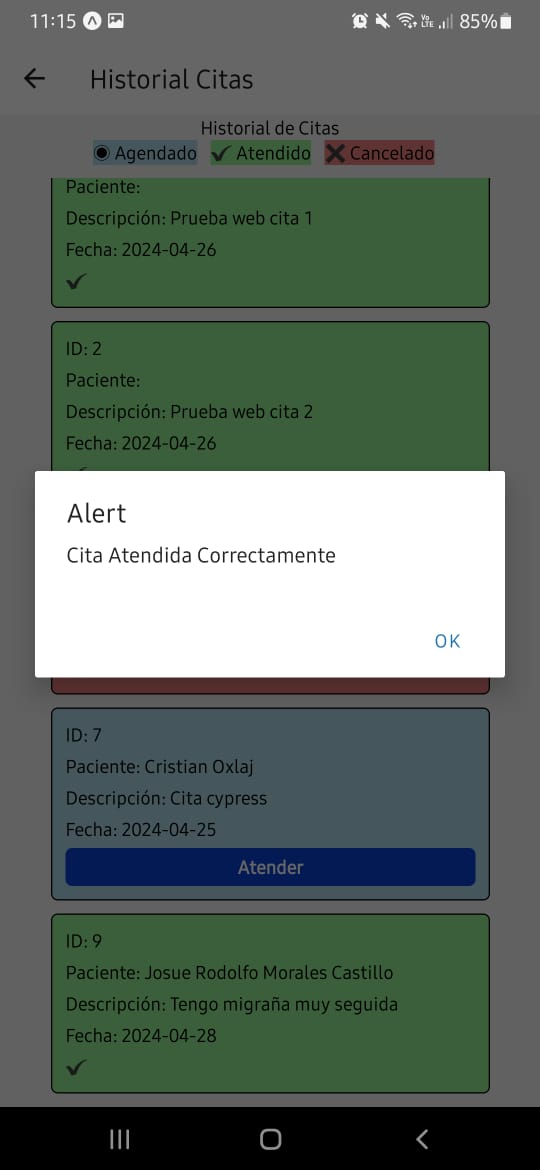 11:15 Vo LTE 85%
Historial Citas
Historial de Citas
Agendado Atendido Cancelado
Paciente:
Descripción: Prueba web cita 1
Fecha: 2024-04-26
ID: 2
Paciente:
Descripción: Prueba web cita 2
Fecha: 2024-04-26
Alert
Cita Atendida Correctamente
OK
ID: 7
Paciente: Cristian Oxlaj
Descripción: Cita cypress
Fecha: 2024-04-25
Atender
ID: 9
Paciente: Josue Rodolfo Morales Castillo
Descripción: Tengo migraña muy seguida
Fecha: 2024-04-28